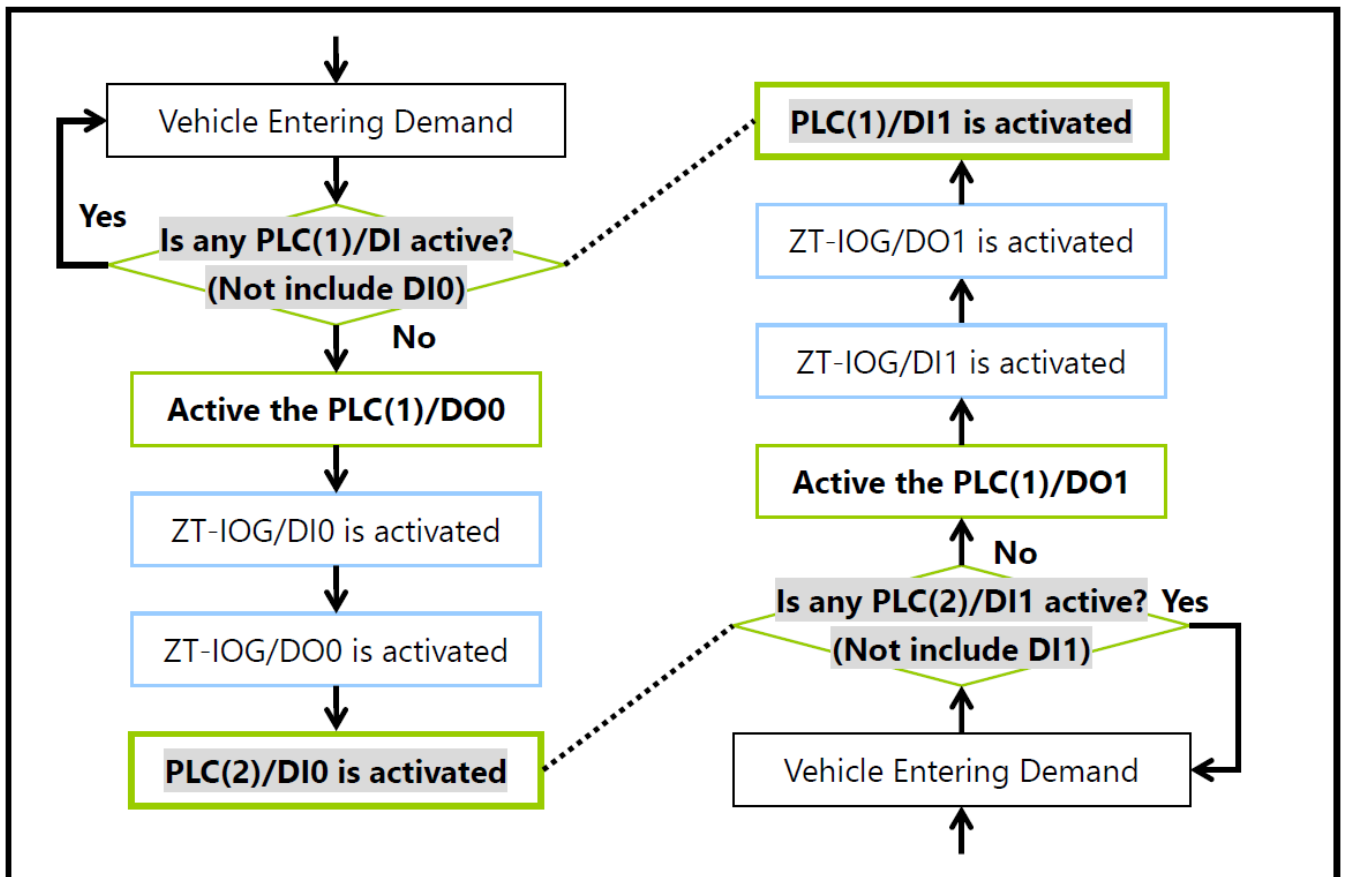 Vehicle Entering Demand
Yes
Is any PLC(1)/DI active?
(Not include DI0)
No
Active the PLC(1)/DO0
ZT-IOG/DI0 is activated
ZT-IOG/DO0 is activated
PLC(2)/DI0 is activated
PLC(1)/DI1 is activated
ZT-IOG/DO1 is activated
ZT-IOG/DI1 is activated
Active the PLC(1)/DO1
No
Is any PLC(2)/DI1 active?
Yes
(Not include DI1)
Vehicle Entering Demand